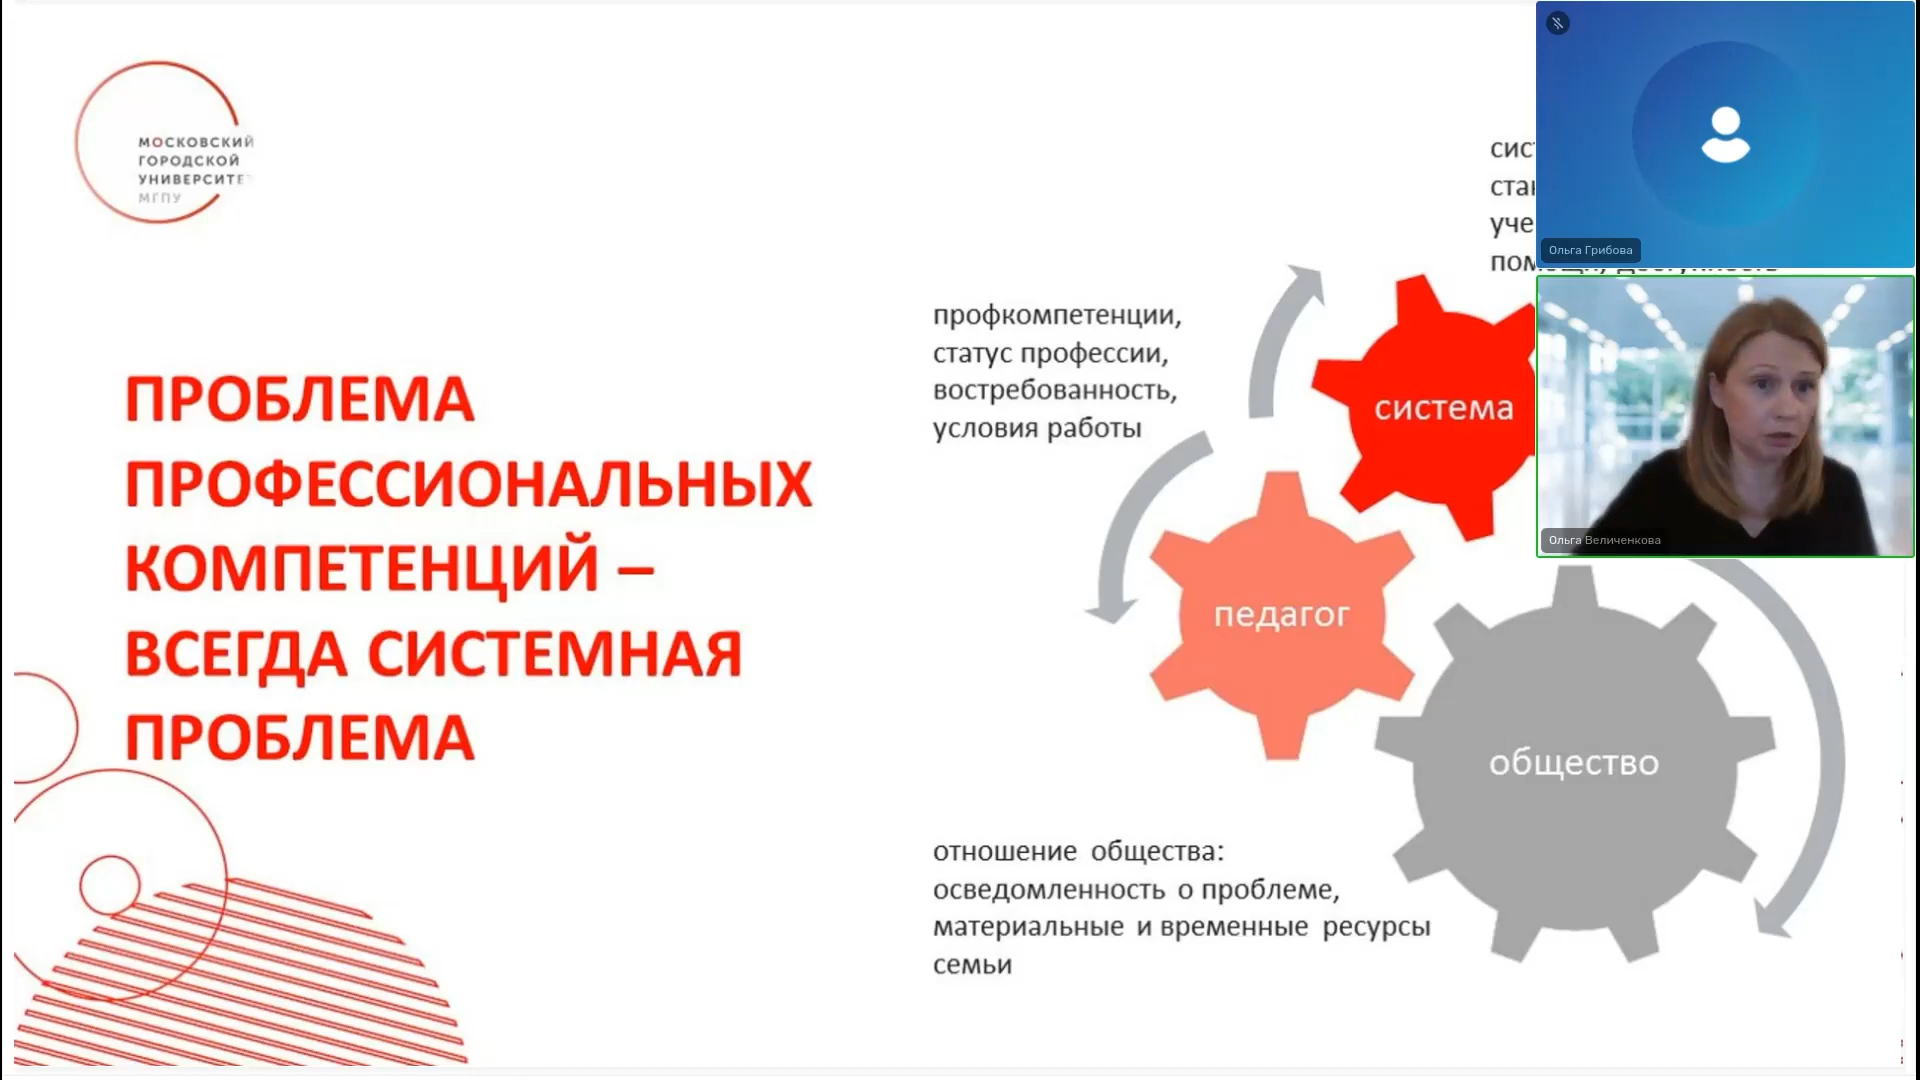 МОСКОВСКИЙ
ГОРОДСКОЙ
УНИВЕРСИТЕТ
МГПУ
ПРОБЛЕМА
ПРОФЕССИОНАЛЬНЫХ
КОМПЕТЕНЦИЙ –
ВСЕГДА СИСТЕМНАЯ
ПРОБЛЕМА
профкомпетенции,
статус профессии,
востребованность,
условия работы
система
педагог
общество
отношение общества:
осведомленность о проблеме,
материальные и временные ресурсы
семьи
Ольга Грибова
Ольга Величенкова